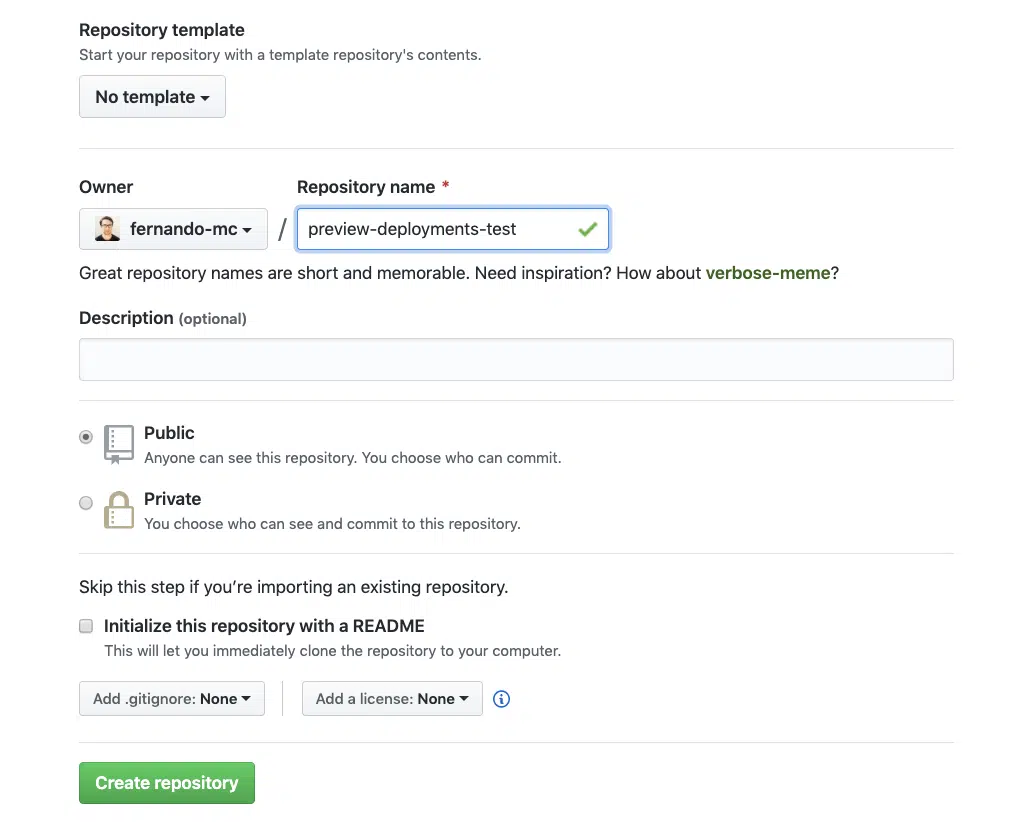 Repository template
Start your repository with a template repository's contents.
No template
Owner
Repository name *
fernando-mc / preview-deployments-test
Great repository names are short and memorable. Need inspiration? How about verbose-meme?
Description (optional)
Public
Anyone can see this repository. You choose who can commit.
Private
You choose who can see and commit to this repository.
Skip this step if you’re importing an existing repository.
Initialize this repository with a README
This will let you immediately clone the repository to your computer.
Add .gitignore: None
Add a license: None
Create repository